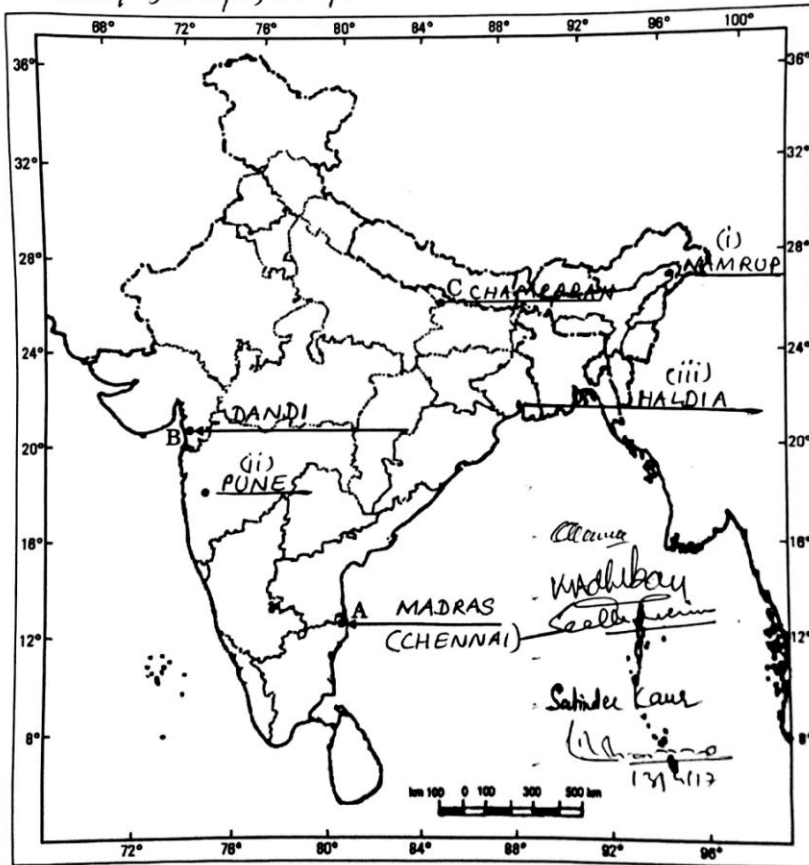 68° 72° 76° 80° 84° 88° 92° 96° 100°
36° 36°
32° 32°
28° 28°
(i)
NAMRUP
C CHAMPARAN
24° 24°
(iii)
HALDIA
DANDI
B
20° 20°
(ii)
PUNE
16° 16°
A MADRAS
(CHENNAI)
12° 12°
Satinder Kaur
8° 8°
km 100 0 100 300 500 km
72° 76° 80° 84° 88° 92° 96°